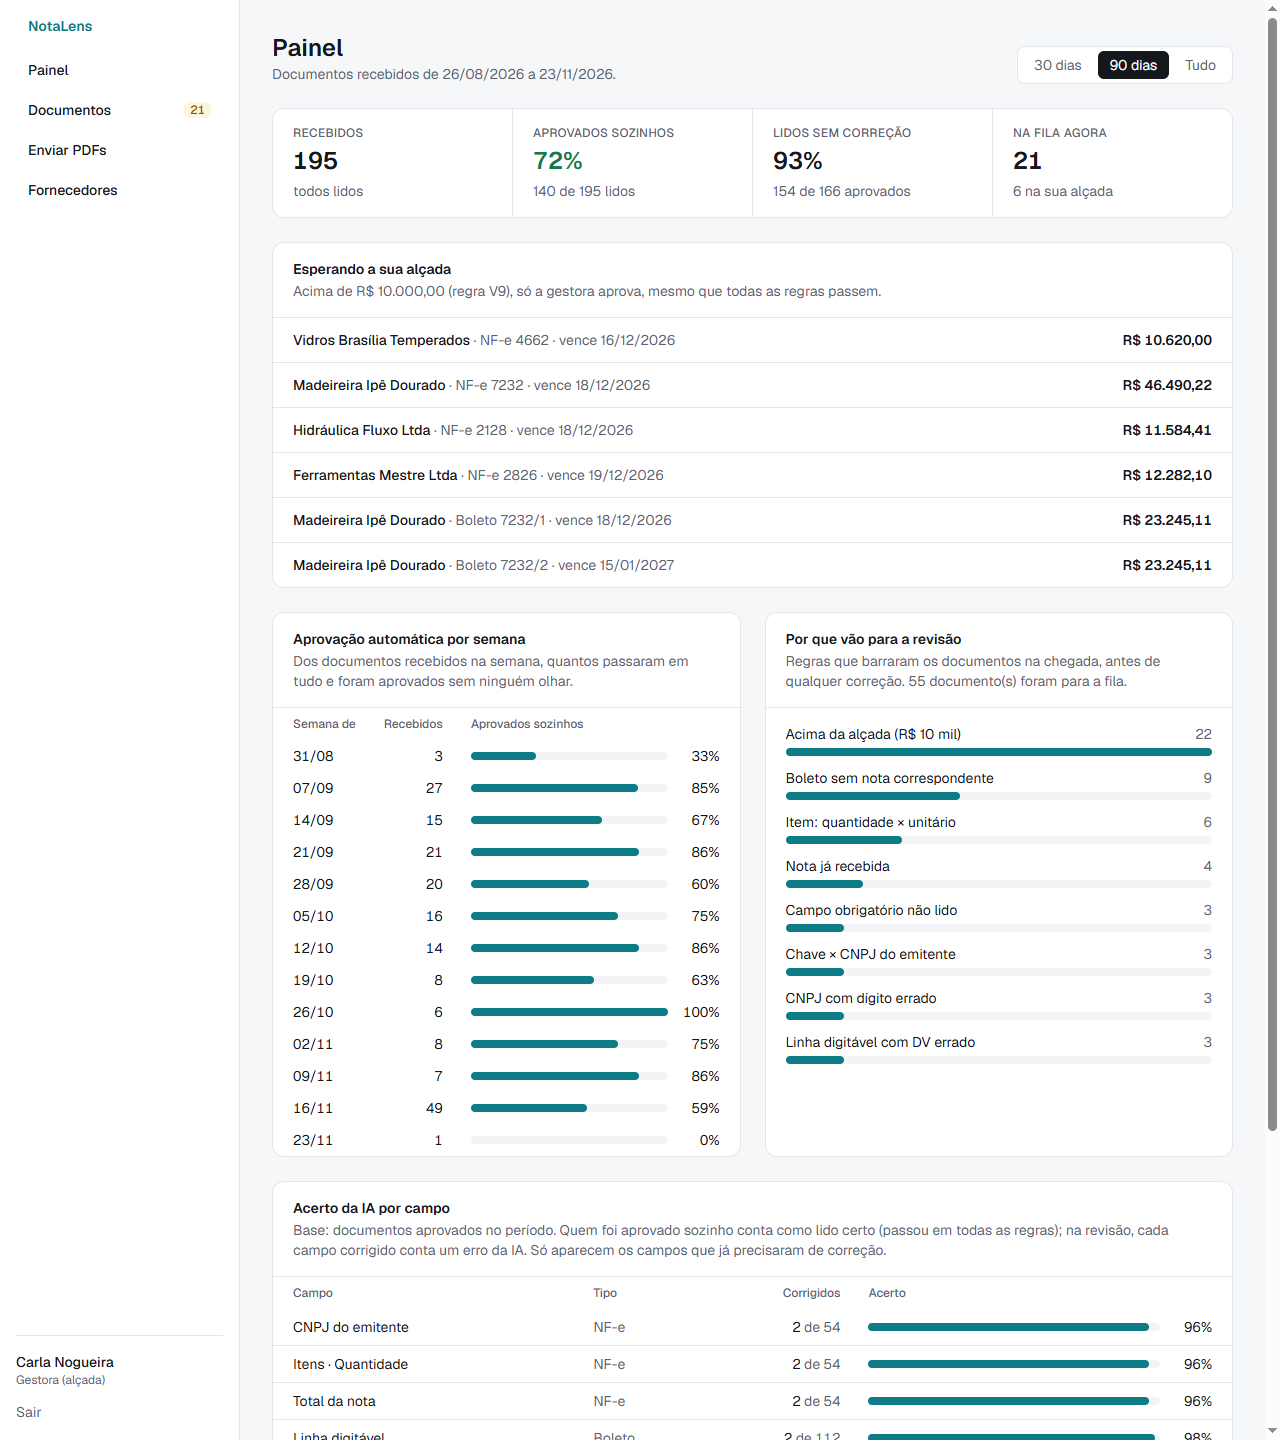 NotaLens
Painel
Documentos 21
Enviar PDFs
Fornecedores
Carla Nogueira
Gestora (alçada)
Sair
Painel
Documentos recebidos de 26/08/2026 a 23/11/2026.
30 dias 90 dias Tudo
RECEBIDOS
195
todos lidos
APROVADOS SOZINHOS
72%
140 de 195 lidos
LIDOS SEM CORREÇÃO
93%
154 de 166 aprovados
NA FILA AGORA
21
6 na sua alçada
Esperando a sua alçada
Acima de R$ 10.000,00 (regra V9), só a gestora aprova, mesmo que todas as regras passem.
Vidros Brasília Temperados · NF-e 4662 · vence 16/12/2026 R$ 10.620,00
Madeireira Ipê Dourado · NF-e 7232 · vence 18/12/2026 R$ 46.490,22
Hidráulica Fluxo Ltda · NF-e 2128 · vence 18/12/2026 R$ 11.584,41
Ferramentas Mestre Ltda · NF-e 2826 · vence 19/12/2026 R$ 12.282,10
Madeireira Ipê Dourado · Boleto 7232/1 · vence 18/12/2026 R$ 23.245,11
Madeireira Ipê Dourado · Boleto 7232/2 · vence 15/01/2027 R$ 23.245,11
Aprovação automática por semana
Dos documentos recebidos na semana, quantos passaram em
tudo e foram aprovados sem ninguém olhar.
Semana de Recebidos Aprovados sozinhos
31/08 3 33%
07/09 27 85%
14/09 15 67%
21/09 21 86%
28/09 20 60%
05/10 16 75%
12/10 14 86%
19/10 8 63%
26/10 6 100%
02/11 8 75%
09/11 7 86%
16/11 49 59%
23/11 1 0%
Por que vão para a revisão
Regras que barraram os documentos na chegada, antes de
qualquer correção. 55 documento(s) foram para a fila.
Acima da alçada (R$ 10 mil) 22
Boleto sem nota correspondente 9
Item: quantidade × unitário 6
Nota já recebida 4
Campo obrigatório não lido 3
Chave × CNPJ do emitente 3
CNPJ com dígito errado 3
Linha digitável com DV errado 3
Acerto da IA por campo
Base: documentos aprovados no período. Quem foi aprovado sozinho conta como lido certo (passou em todas as regras); na revisão, cada
campo corrigido conta um erro da IA. Só aparecem os campos que já precisaram de correção.
Campo Tipo Corrigidos Acerto
CNPJ do emitente NF-e 2 de 54 96%
Itens · Quantidade NF-e 2 de 54 96%
Total da nota NF-e 2 de 54 96%
Linha digitável Boleto 2 de 112 98%